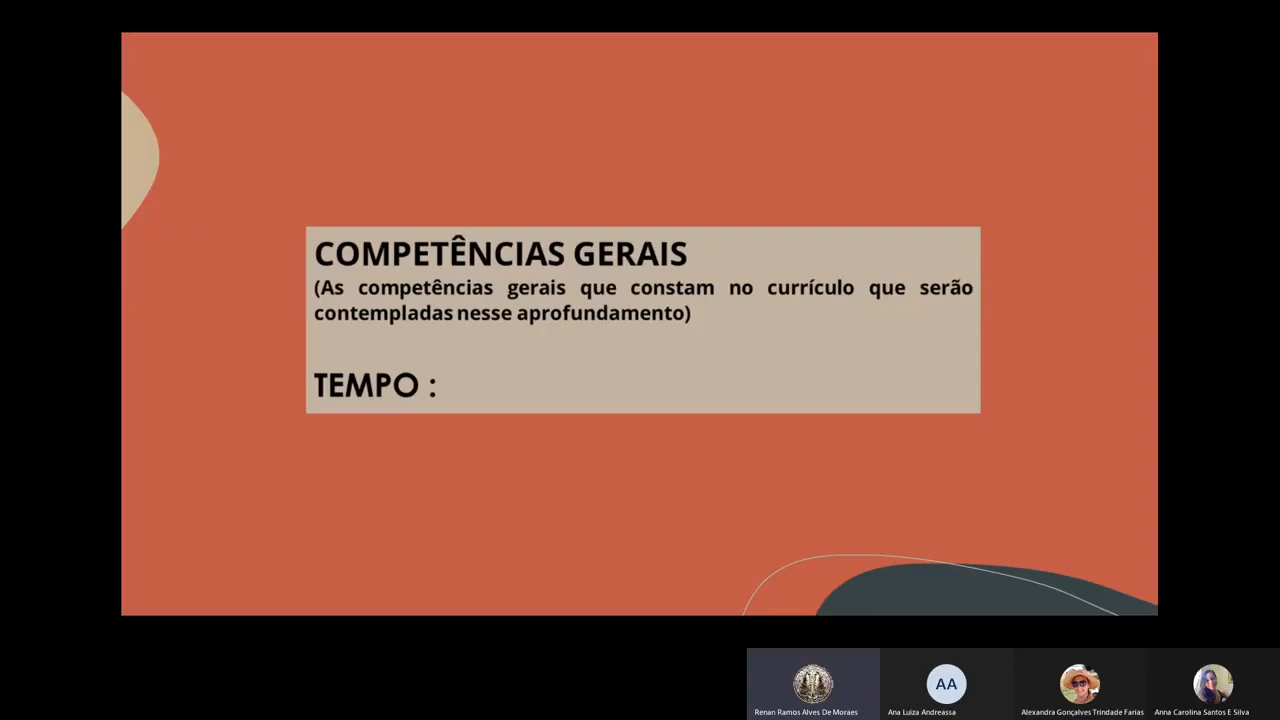 COMPETÊNCIAS GERAIS
(As competências gerais que constam no currículo que serão
contempladas nesse aprofundamento)
TEMPO :
AA
Renan Ramos Alves De Moraes
Ana Luiza Andreassa
Alexandra Gonçalves Trindade Farias
Anna Carolina Santos E Silva